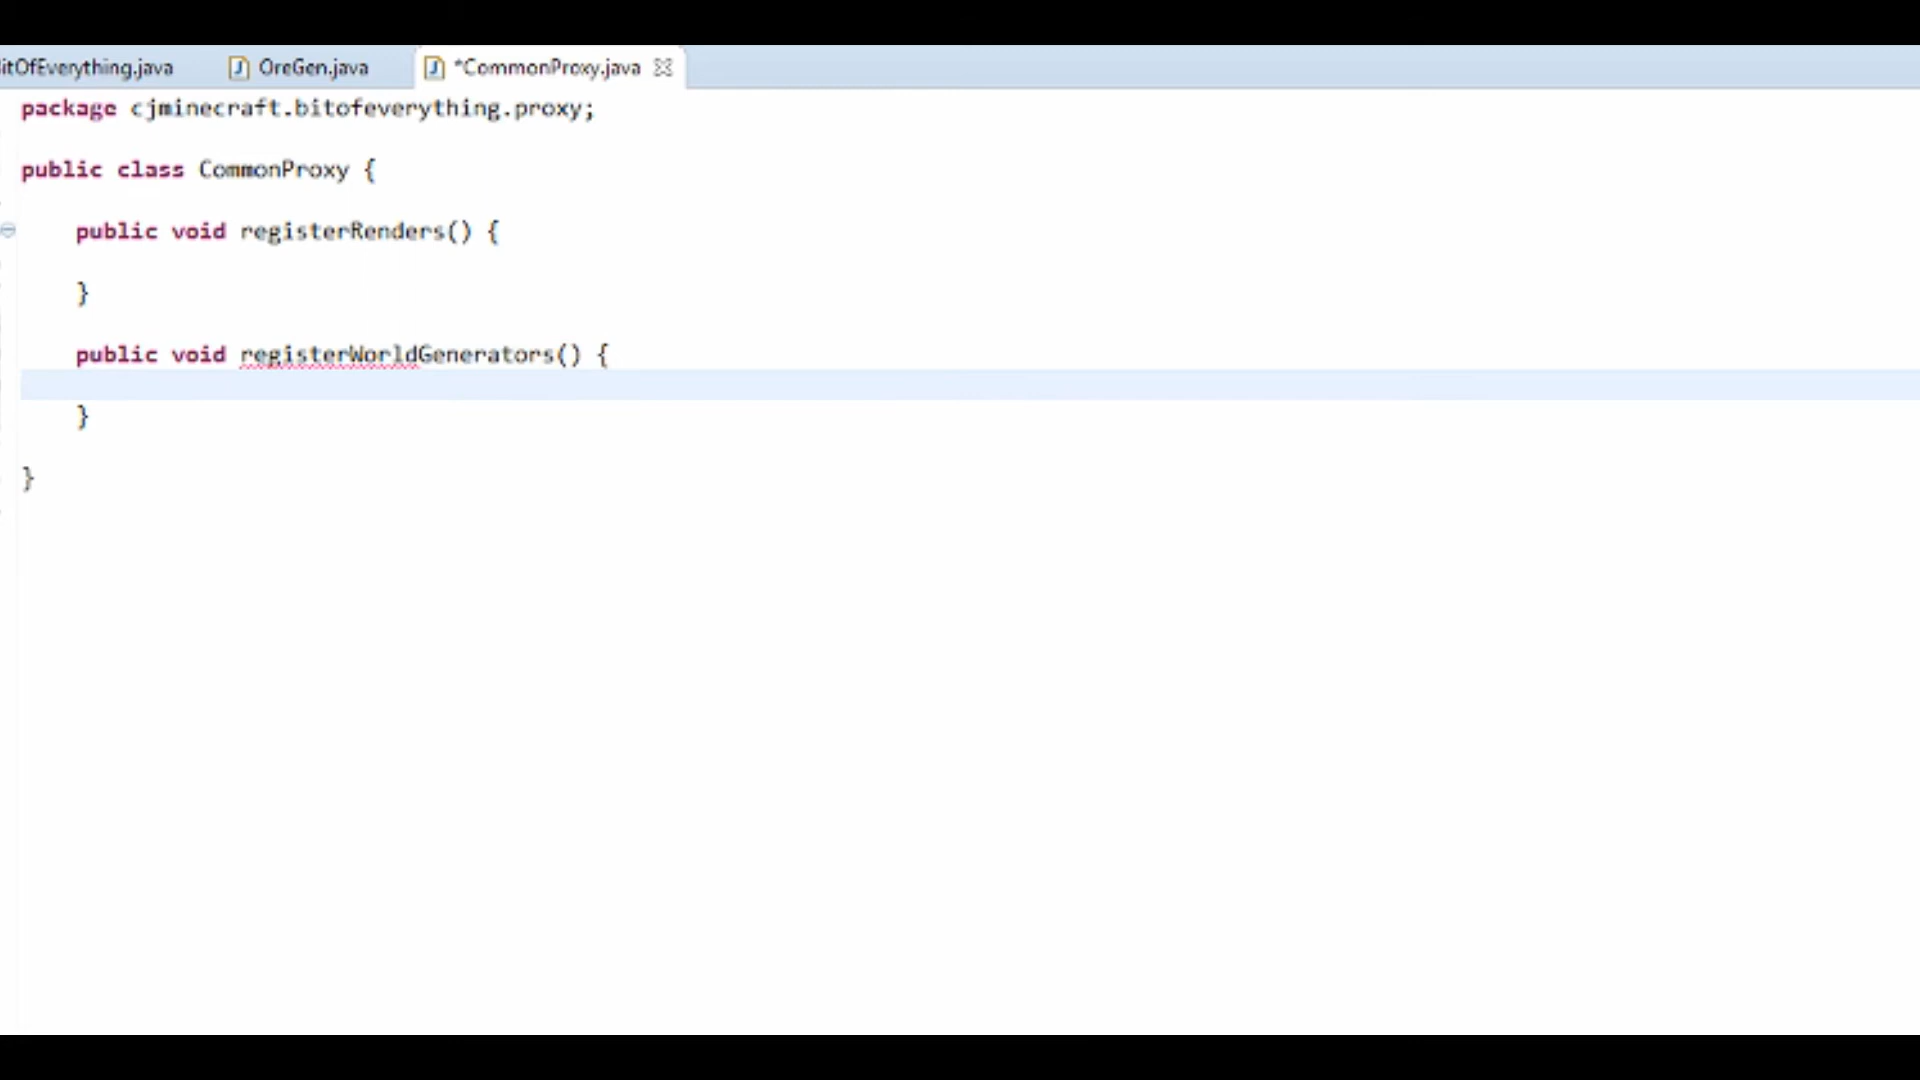 itOfEverything.java OreGen.java *CommonProxy.java
package cjminecraft.bitofeverything.proxy;
public class CommonProxy {
public void registerRenders() {
}
public void registerWorldGenerators() {
}
}